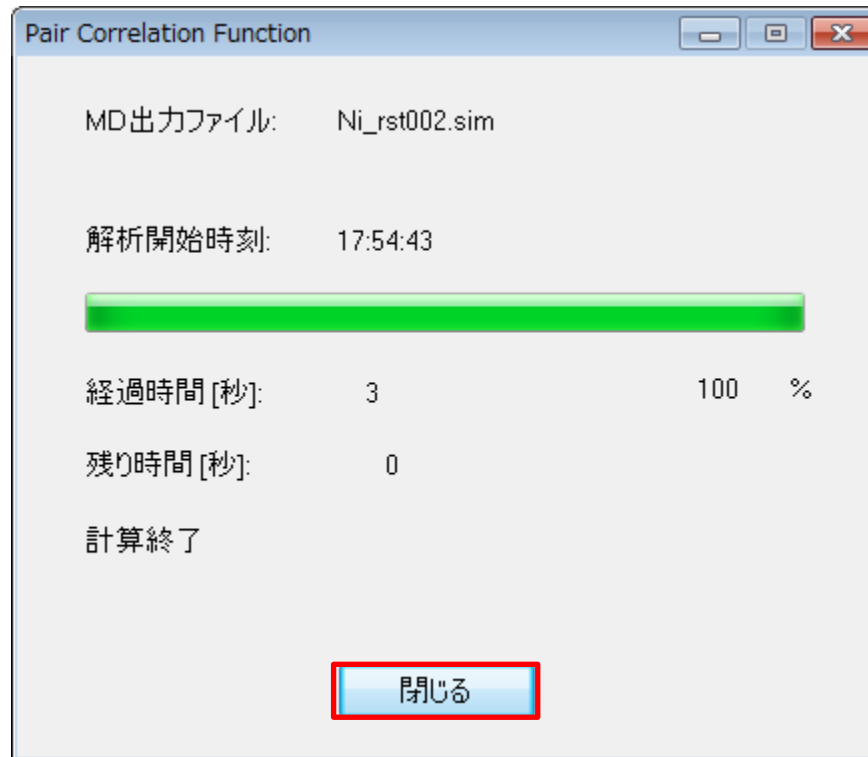 Pair Correlation Function
MD出力ファイル: Ni_rst002.sim
解析開始時刻: 17:54:43
経過時間 [秒]: 3 100 %
残り時間 [秒]: 0
計算終了
閉じる